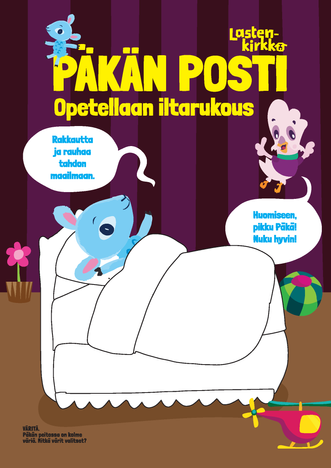 Lasten-
kirkko
PÄKÄN POSTI
Opetellaan iltarukous
Rakkautta
ja rauhaa
tahdon
maailmaan.
Huomiseen,
pikku Päkä!
Nuku hyvin!
VÄRITÄ.
Päkän peitossa on kolme
väriä. Mitkä värit valitset?